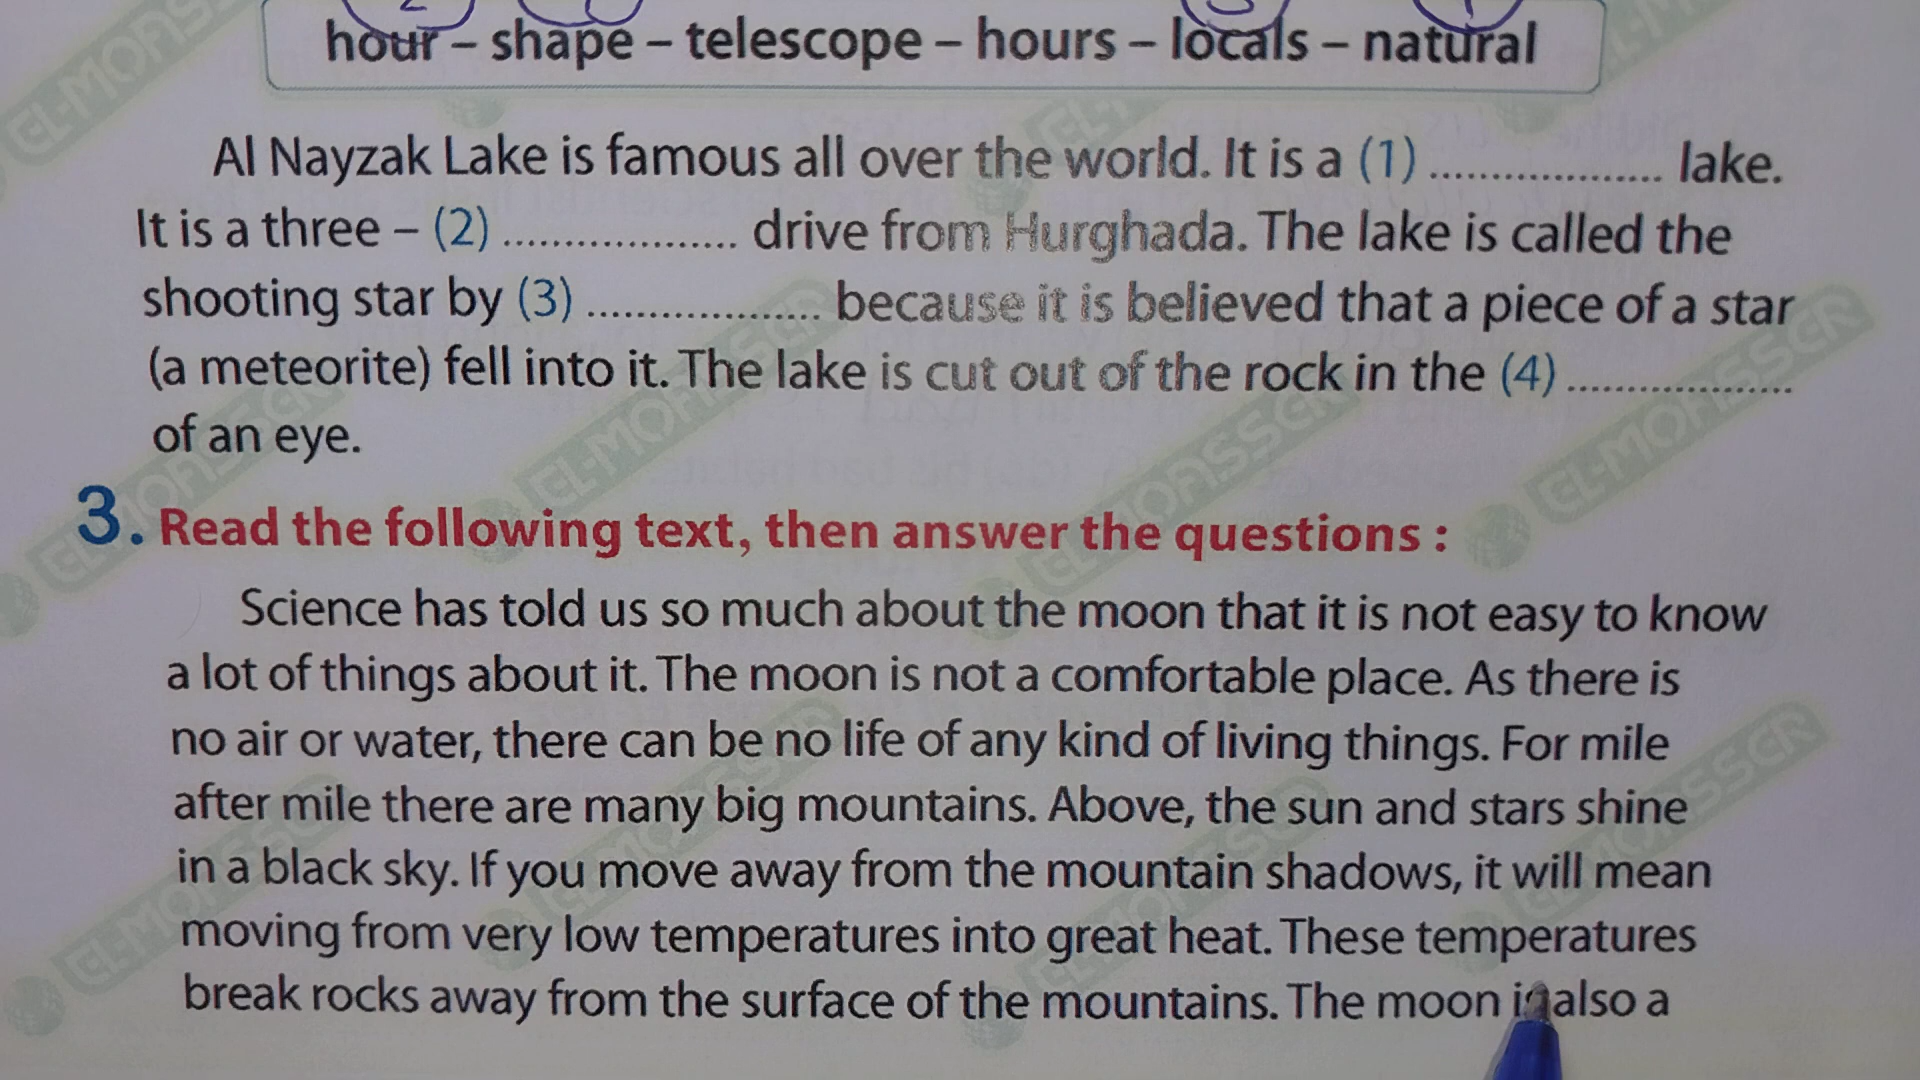 hour – shape – telescope – hours – locals – natural
Al Nayzak Lake is famous all over the world. It is a (1) .................... lake.
It is a three – (2) .................... drive from Hurghada. The lake is called the
shooting star by (3) .................... because it is believed that a piece of a star
(a meteorite) fell into it. The lake is cut out of the rock in the (4) ....................
of an eye.
3. Read the following text, then answer the questions :
Science has told us so much about the moon that it is not easy to know
a lot of things about it. The moon is not a comfortable place. As there is
no air or water, there can be no life of any kind of living things. For mile
after mile there are many big mountains. Above, the sun and stars shine
in a black sky. If you move away from the mountain shadows, it will mean
moving from very low temperatures into great heat. These temperatures
break rocks away from the surface of the mountains. The moon is also a